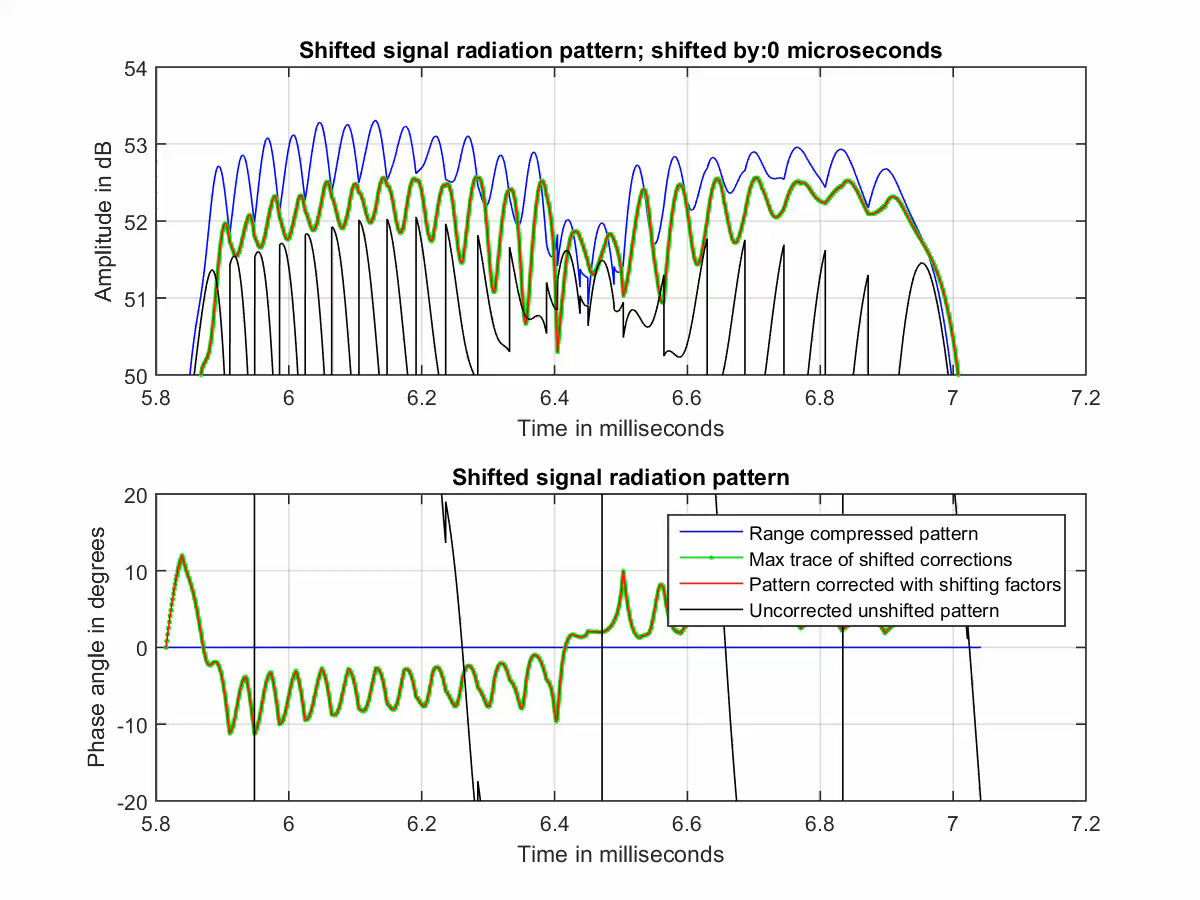 Shifted signal radiation pattern; shifted by:0 microseconds
Amplitude in dB
54
53
52
51
50
5.8 6 6.2 6.4 6.6 6.8 7 7.2
Time in milliseconds
Shifted signal radiation pattern
Phase angle in degrees
20
10
0
-10
-20
Range compressed pattern
Max trace of shifted corrections
Pattern corrected with shifting factors
Uncorrected unshifted pattern
5.8 6 6.2 6.4 6.6 6.8 7 7.2
Time in milliseconds